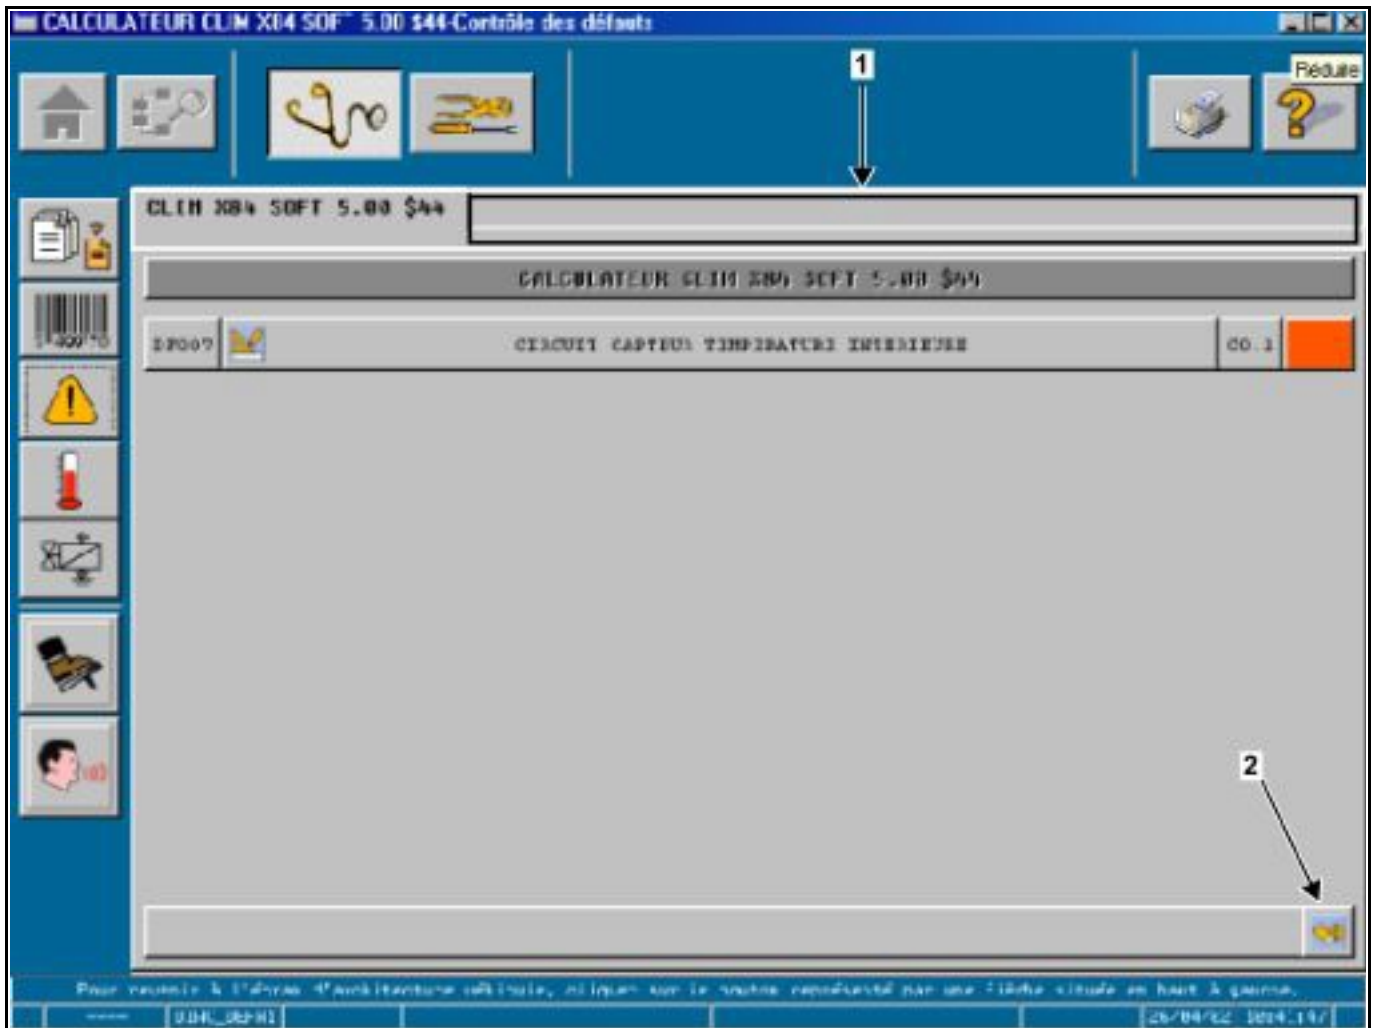 CALCULATEUR CLIM X84 SOFT 5.00 $44-Contrôle des défauts
1
Réduire
CLIM X84 SOFT 5.00 $44
CALCULATEUR CLIM X84 SOFT 5.00 $44
DF007 CIRCUIT CAPTEUR TEMPERATURE INTERIEURE CO.1
2
Pour revenir à l'écran d'architecture véhicule, cliquer sur le bouton représenté par une flèche située en haut à gauche.
----